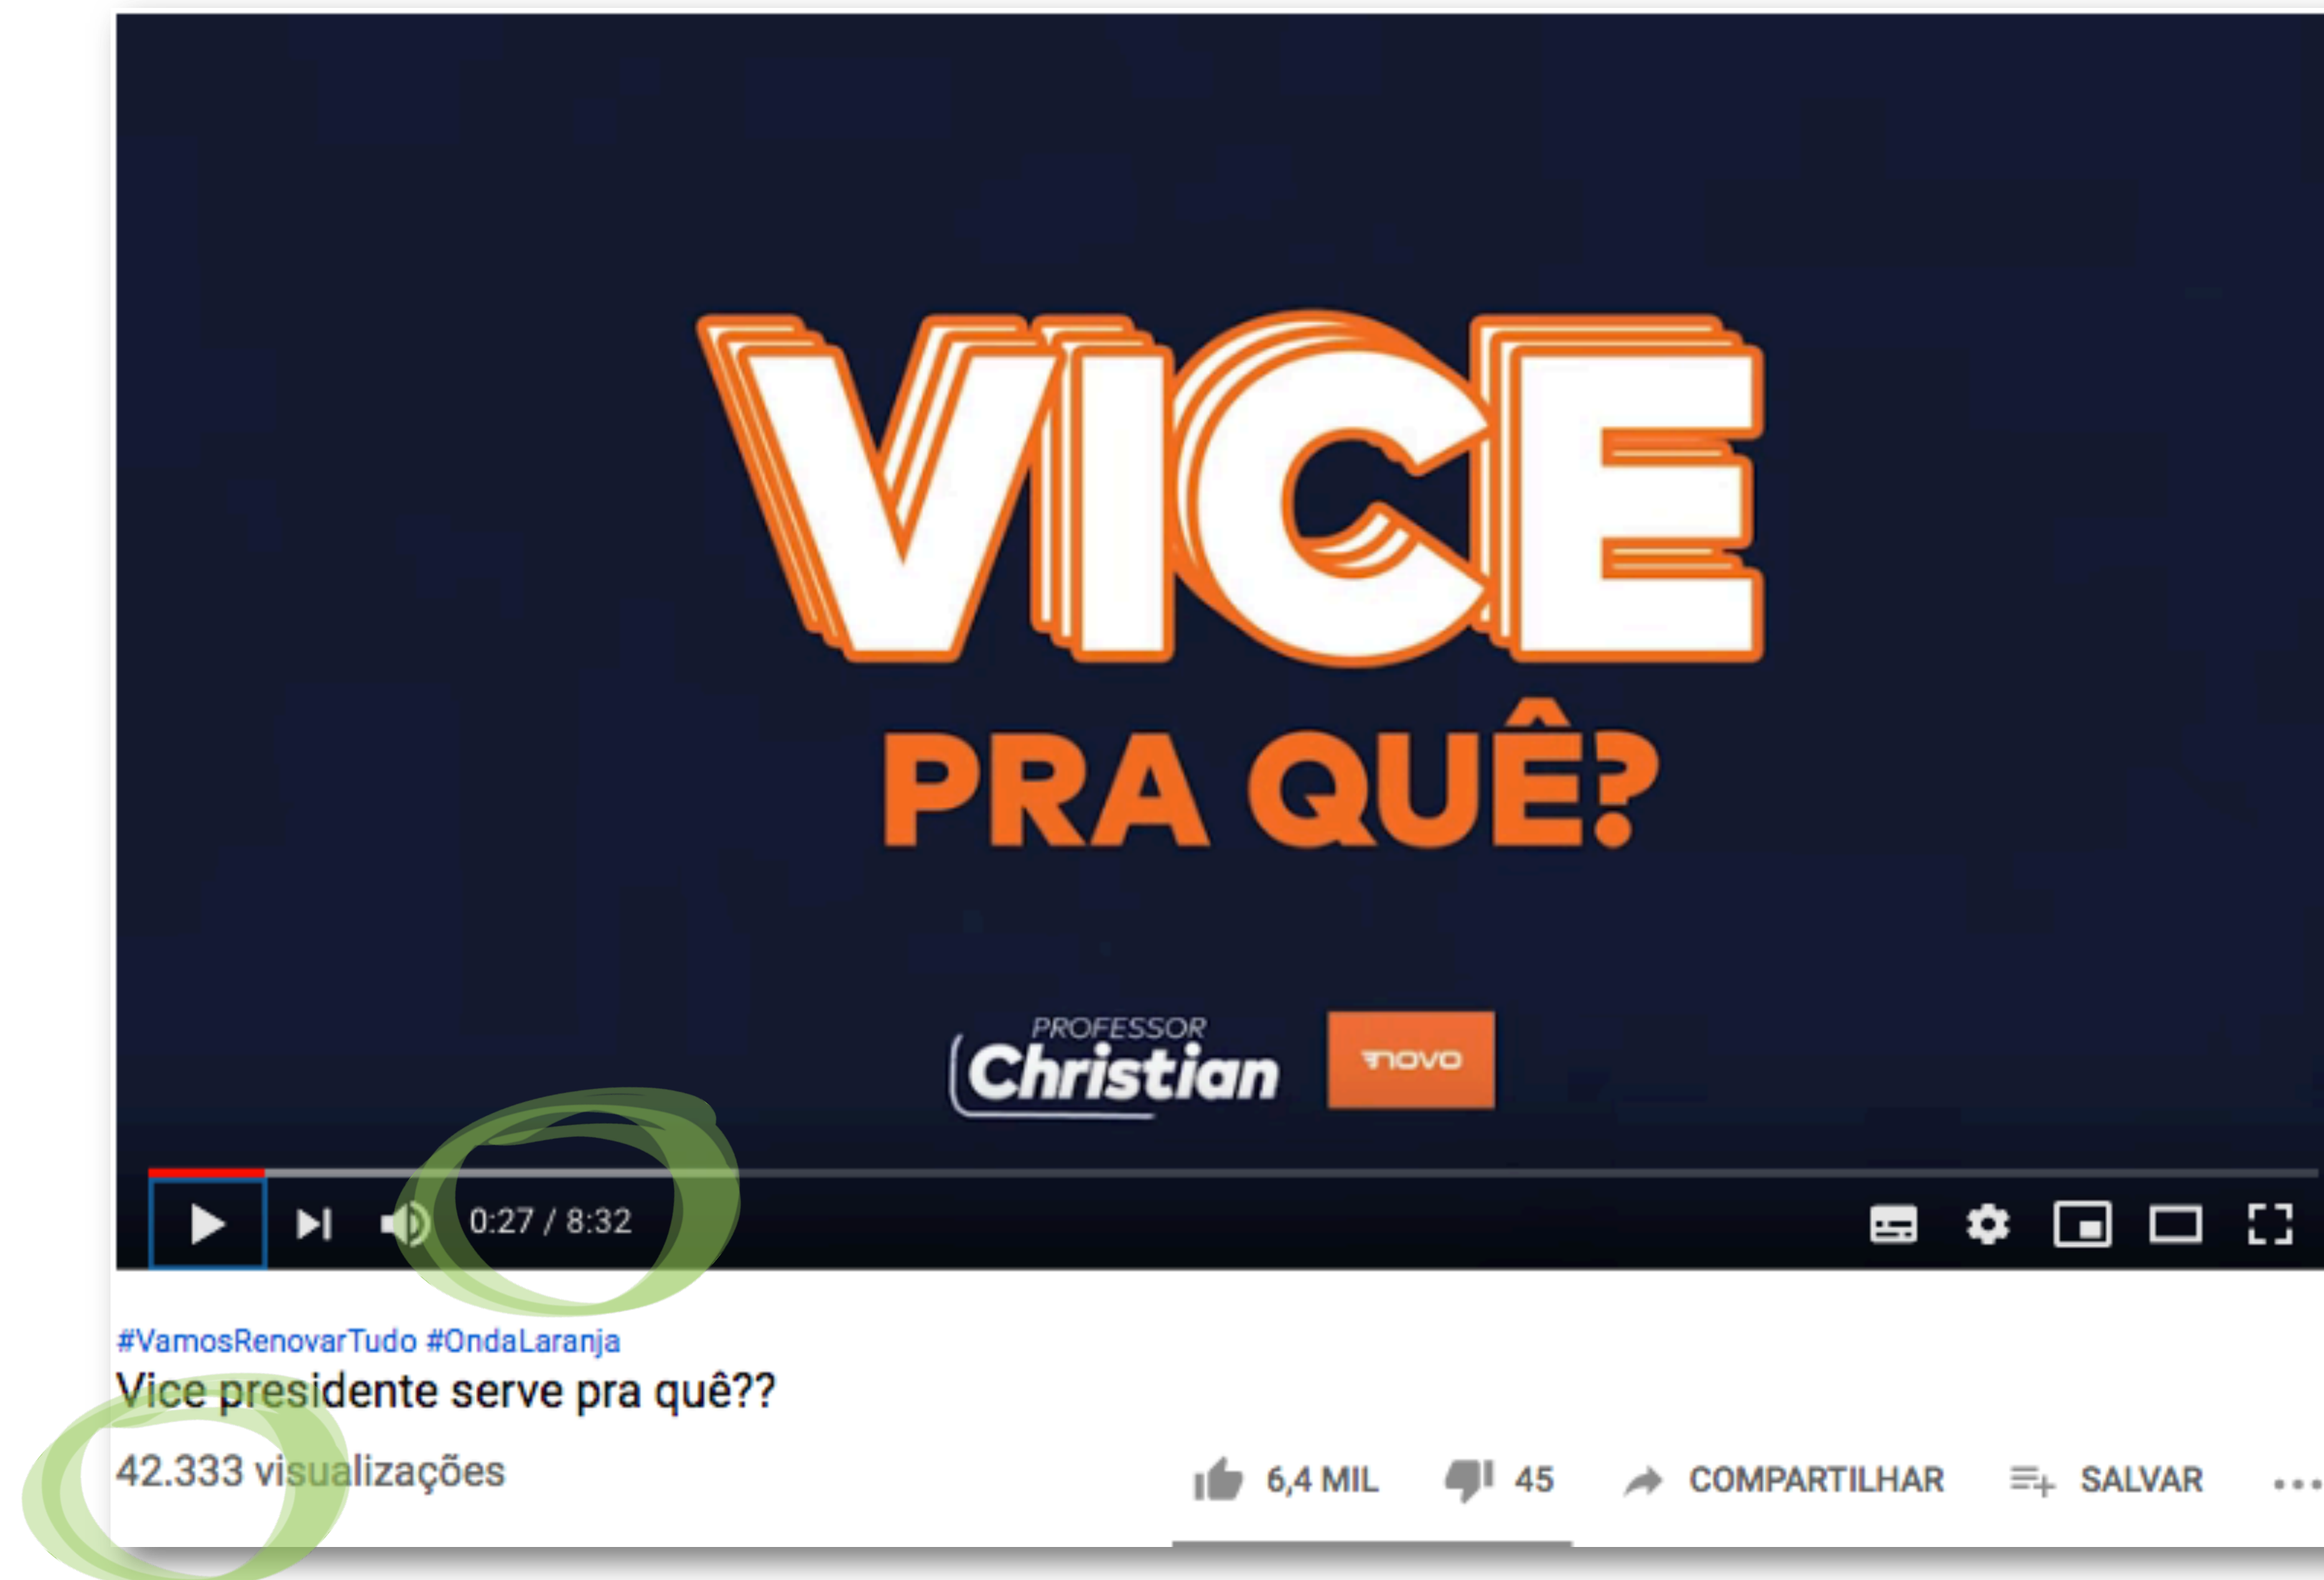 VICE
PRA QUÊ?
PROFESSOR
Christian
NOVO
0:27 / 8:32
#VamosRenovarTudo #OndaLaranja
Vice presidente serve pra quê??
42.333 visualizações
6,4 MIL 45 COMPARTILHAR SALVAR